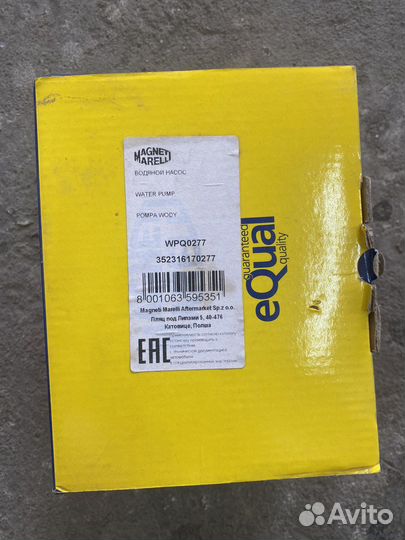 MAGNETI
MARELLI
ВОДЯНОЙ НАСОС
WATER PUMP
POMPA WODY
WPQ0277
352316170277
8 001063 595351
Magneti Marelli Aftermarket Sp.z o.o.
Плац под Липами 5, 40-476
Катовице, Польша
EAC
eQual
guaranteed
quality
Avito